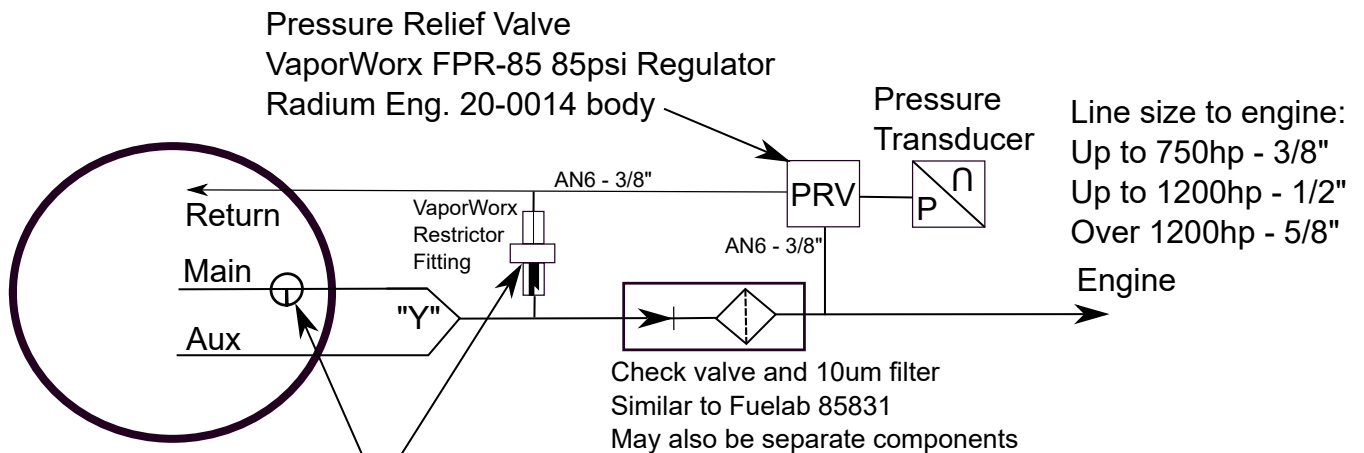 Pressure Relief Valve
VaporWorx FPR-85 85psi Regulator
Radium Eng. 20-0014 body
Pressure
Transducer
Line size to engine:
Up to 750hp - 3/8"
Up to 1200hp - 1/2"
Over 1200hp - 5/8"
AN6 - 3/8"
PRV
P
U
Return
VaporWorx
Restrictor
Fitting
AN6 - 3/8"
Main
"Y"
Aux
Engine
Check valve and 10um filter
Similar to Fuelab 85831
May also be separate components